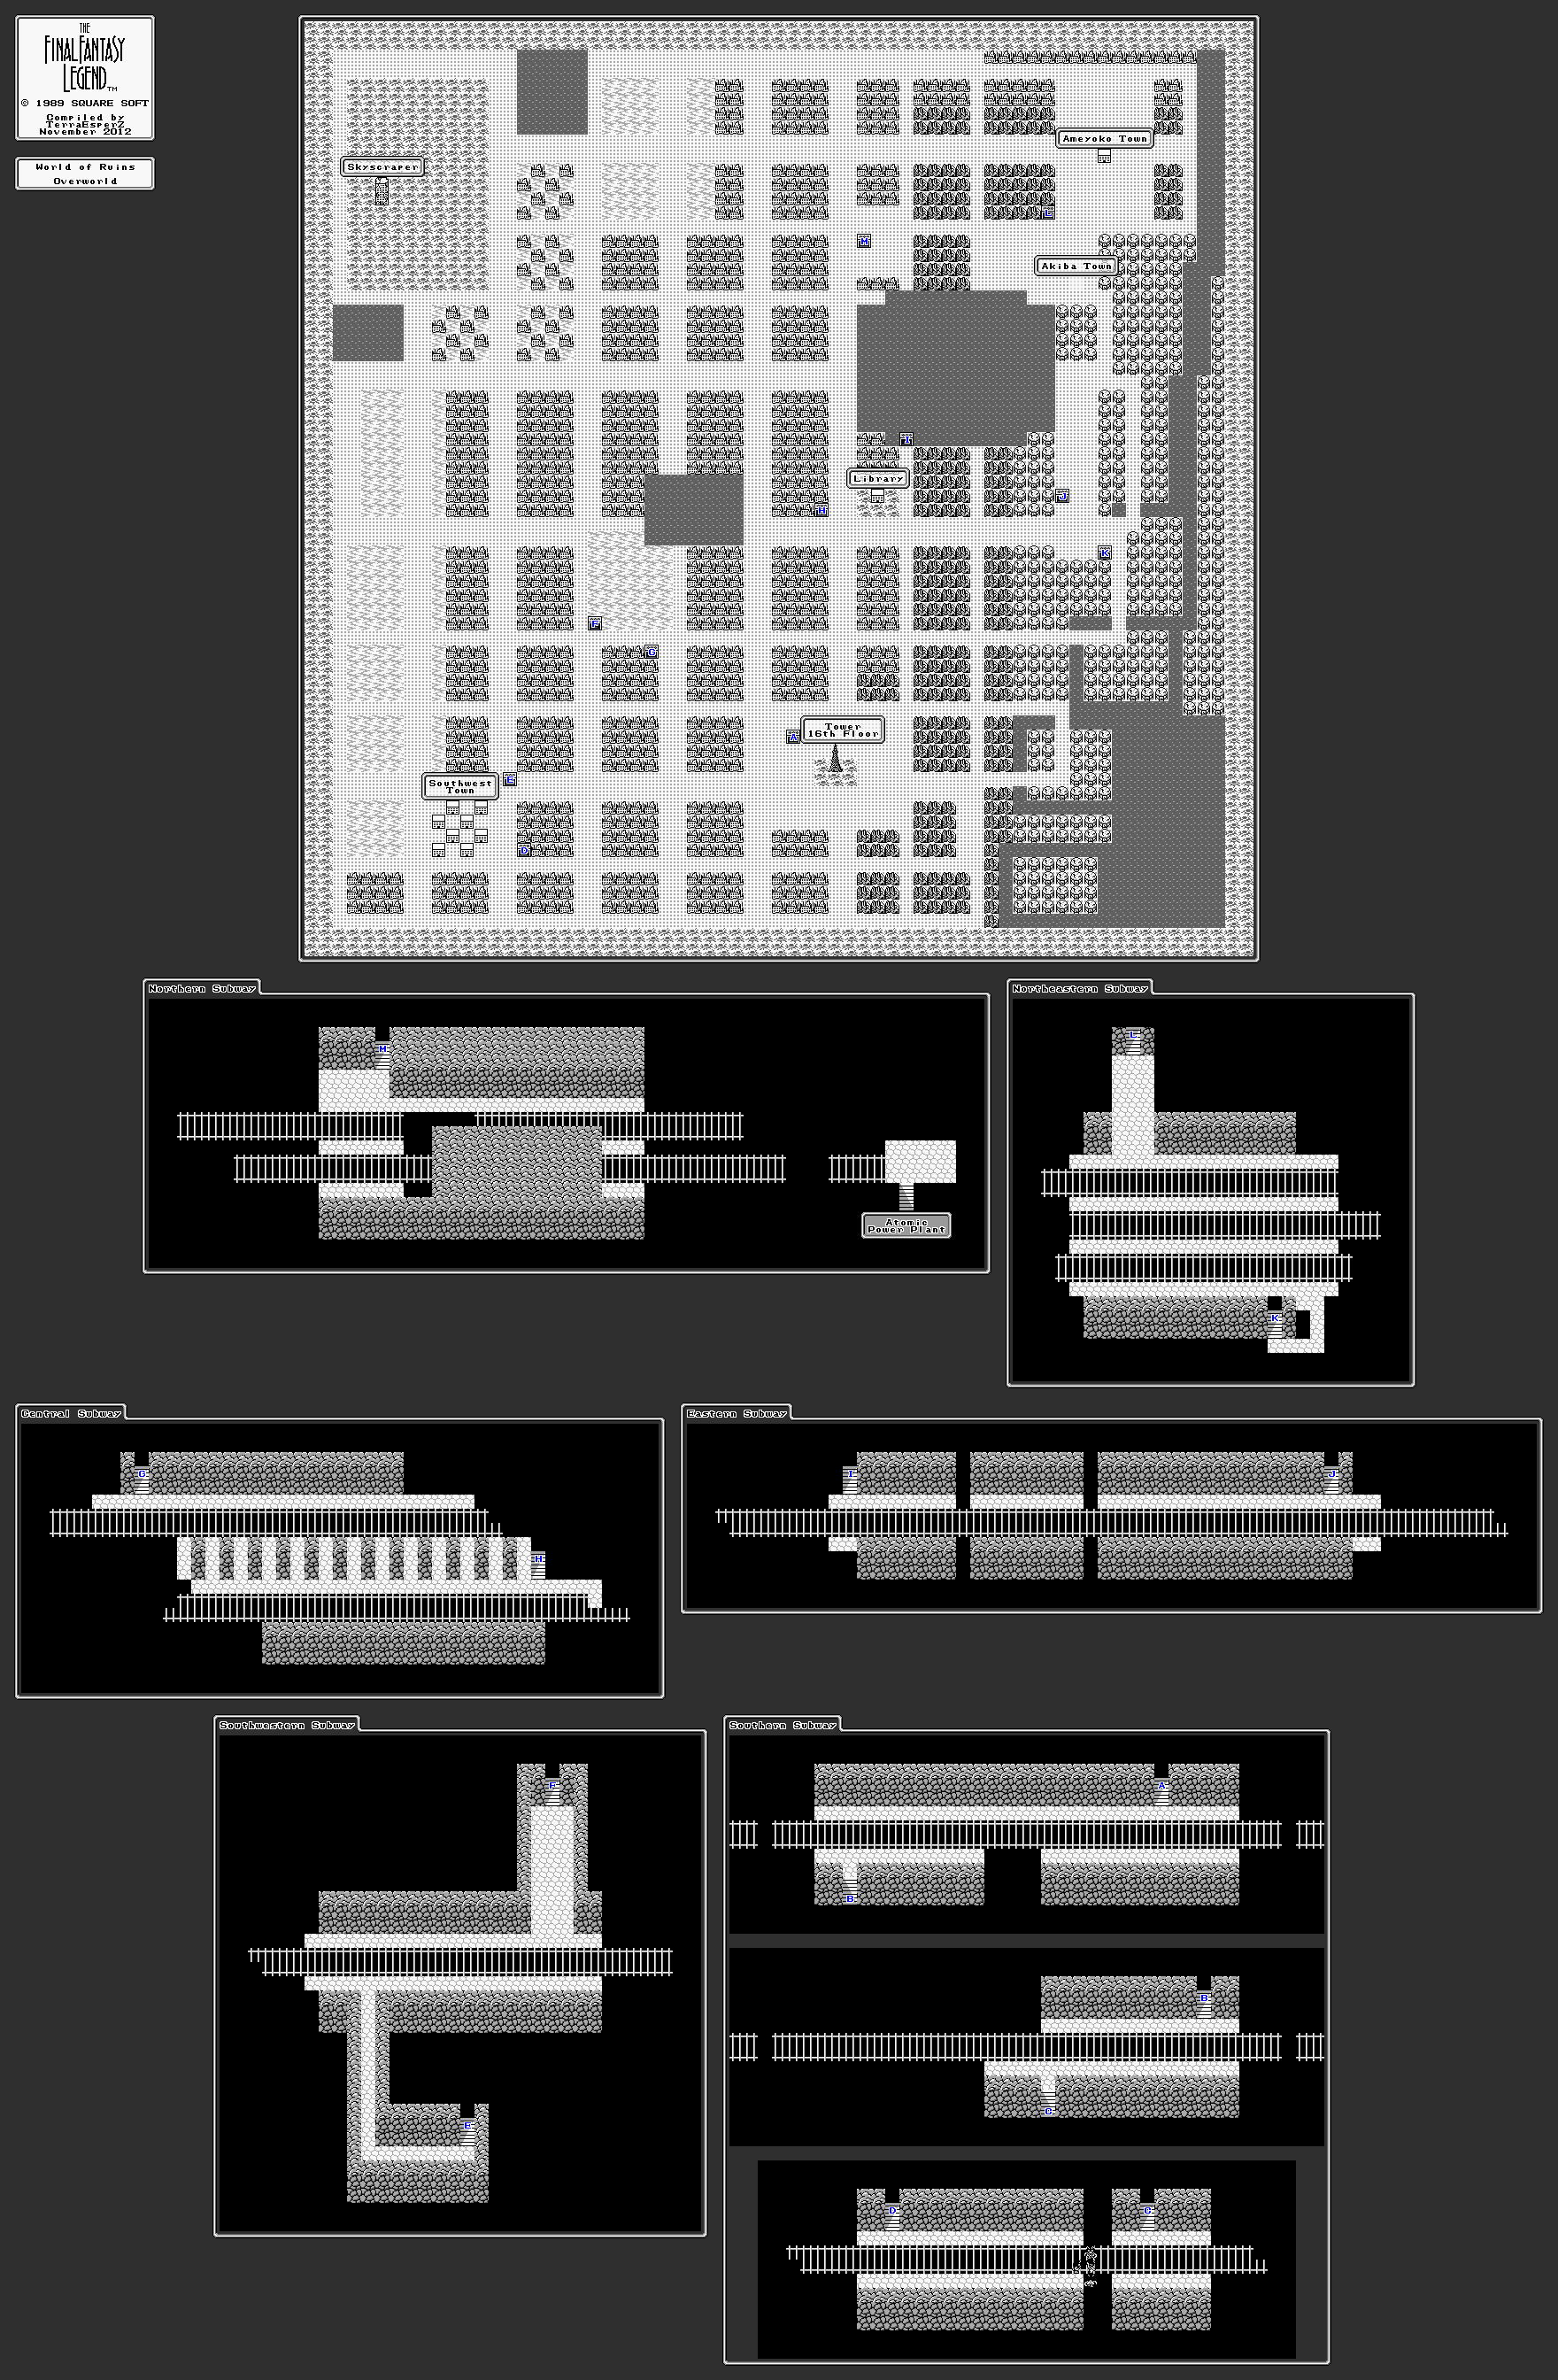 THE
FINAL FANTASY
LEGEND™
© 1989 SQUARE SOFT
Compiled by
TerraEsperZ
November 2012
World of Ruins
Overworld
Ameyoko Town
Skyscraper
L
M
Akiba Town
I
Library
J
H
K
F
G
A
Tower
16th Floor
E
Southwest
Town
D
Northern Subway
H
Atomic
Power Plant
Northeastern Subway
L
K
Central Subway
G
H
Eastern Subway
I
J
Southwestern Subway
F
E
Southern Subway
A
B
B
C
D
C